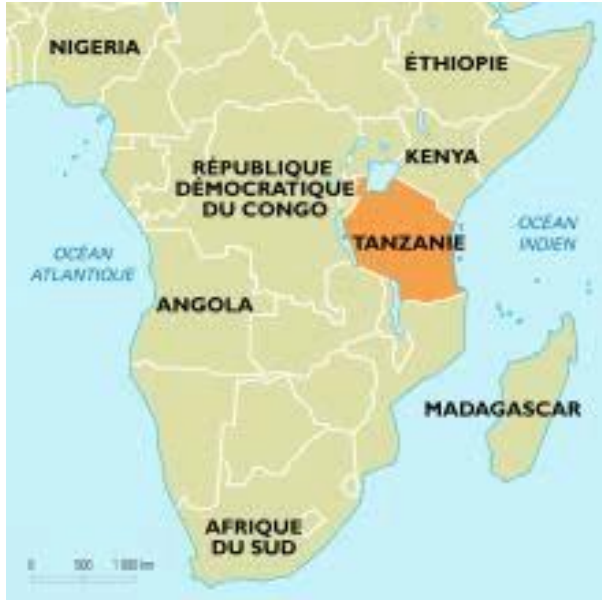 NIGERIA
ÉTHIOPIE
RÉPUBLIQUE
DÉMOCRATIQUE
DU CONGO
KENYA
OCÉAN
INDIEN
TANZANIE
OCÉAN
ATLANTIQUE
ANGOLA
MADAGASCAR
AFRIQUE
DU SUD
0 500 1 000 km